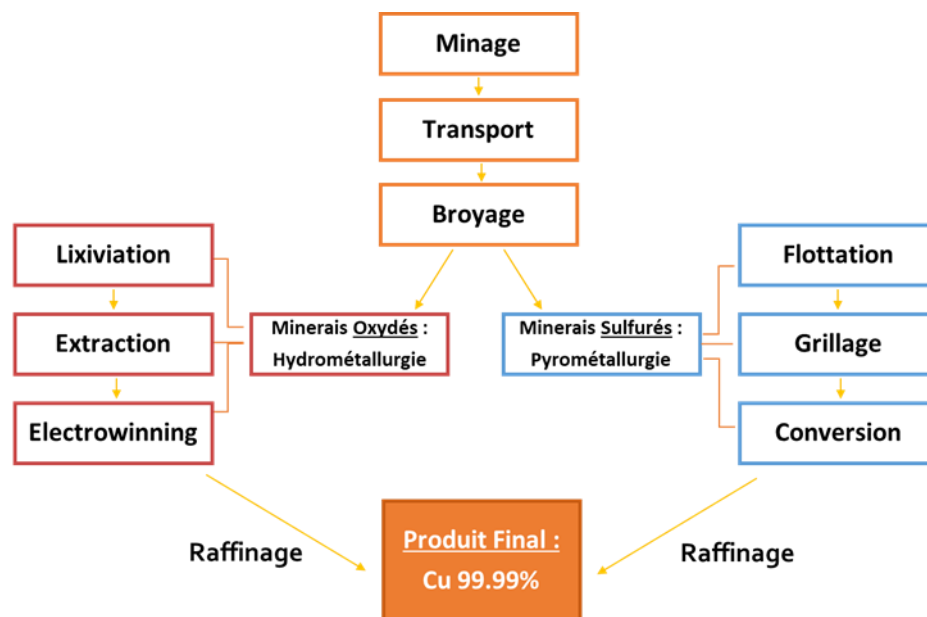 Minage
Transport
Broyage
Lixiviation
Extraction
Electrowinning
Minerais Oxydés :
Hydrométallurgie
Minerais Sulfurés :
Pyrométallurgie
Flottation
Grillage
Conversion
Raffinage
Produit Final :
Cu 99.99%
Raffinage